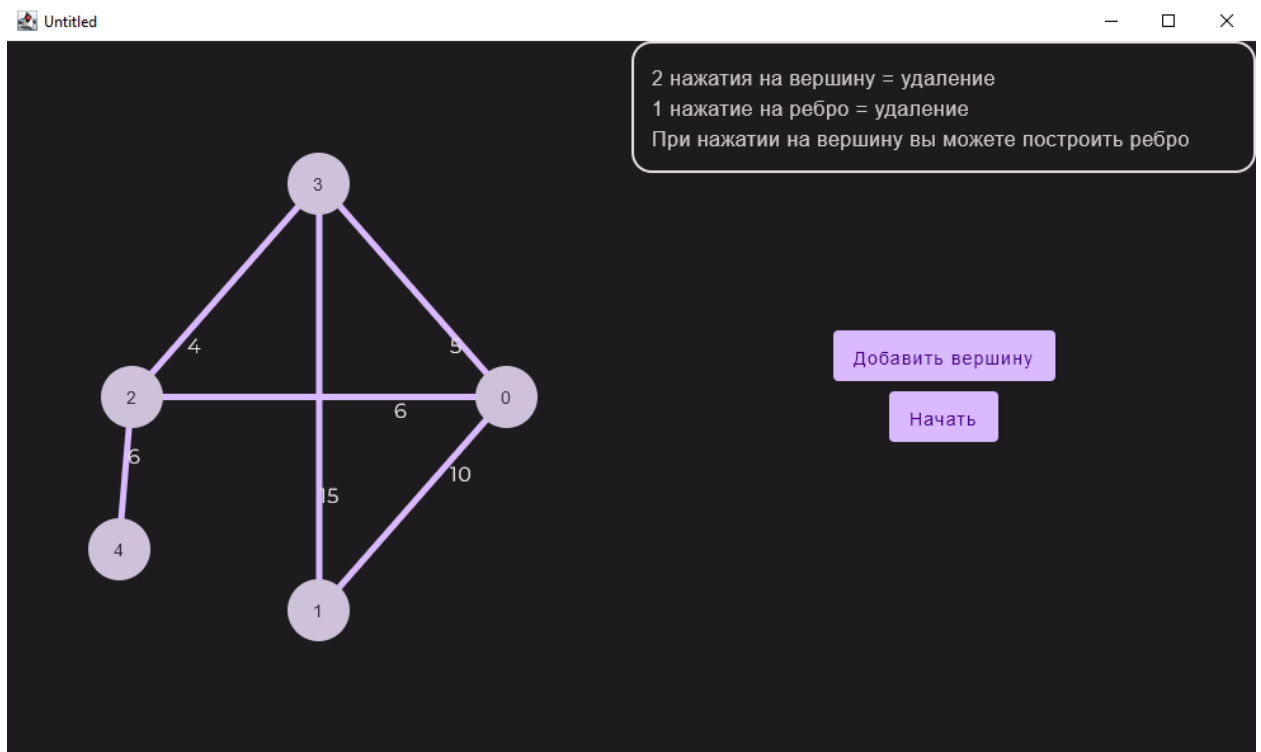 Untitled
2 нажатия на вершину = удаление
1 нажатие на ребро = удаление
При нажатии на вершину вы можете построить ребро
3
4
5
Добавить вершину
2
0
6
Начать
6
10
15
4
1